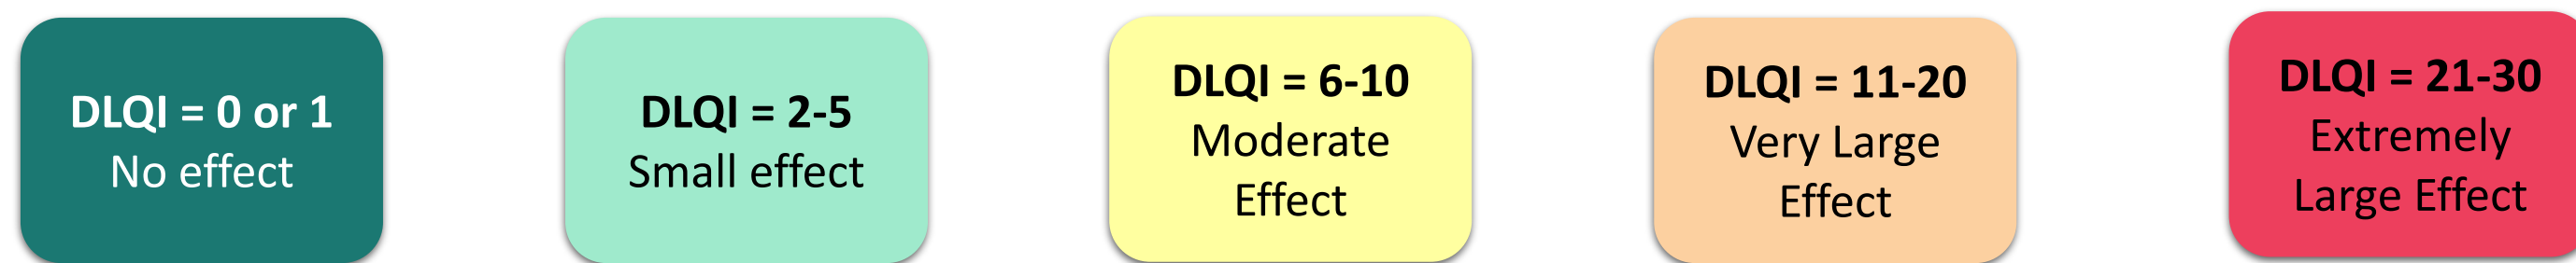 DLQI = 0 or 1
No effect
DLQI = 2-5
Small effect
DLQI = 6-10
Moderate
Effect
DLQI = 11-20
Very Large
Effect
DLQI = 21-30
Extremely
Large Effect